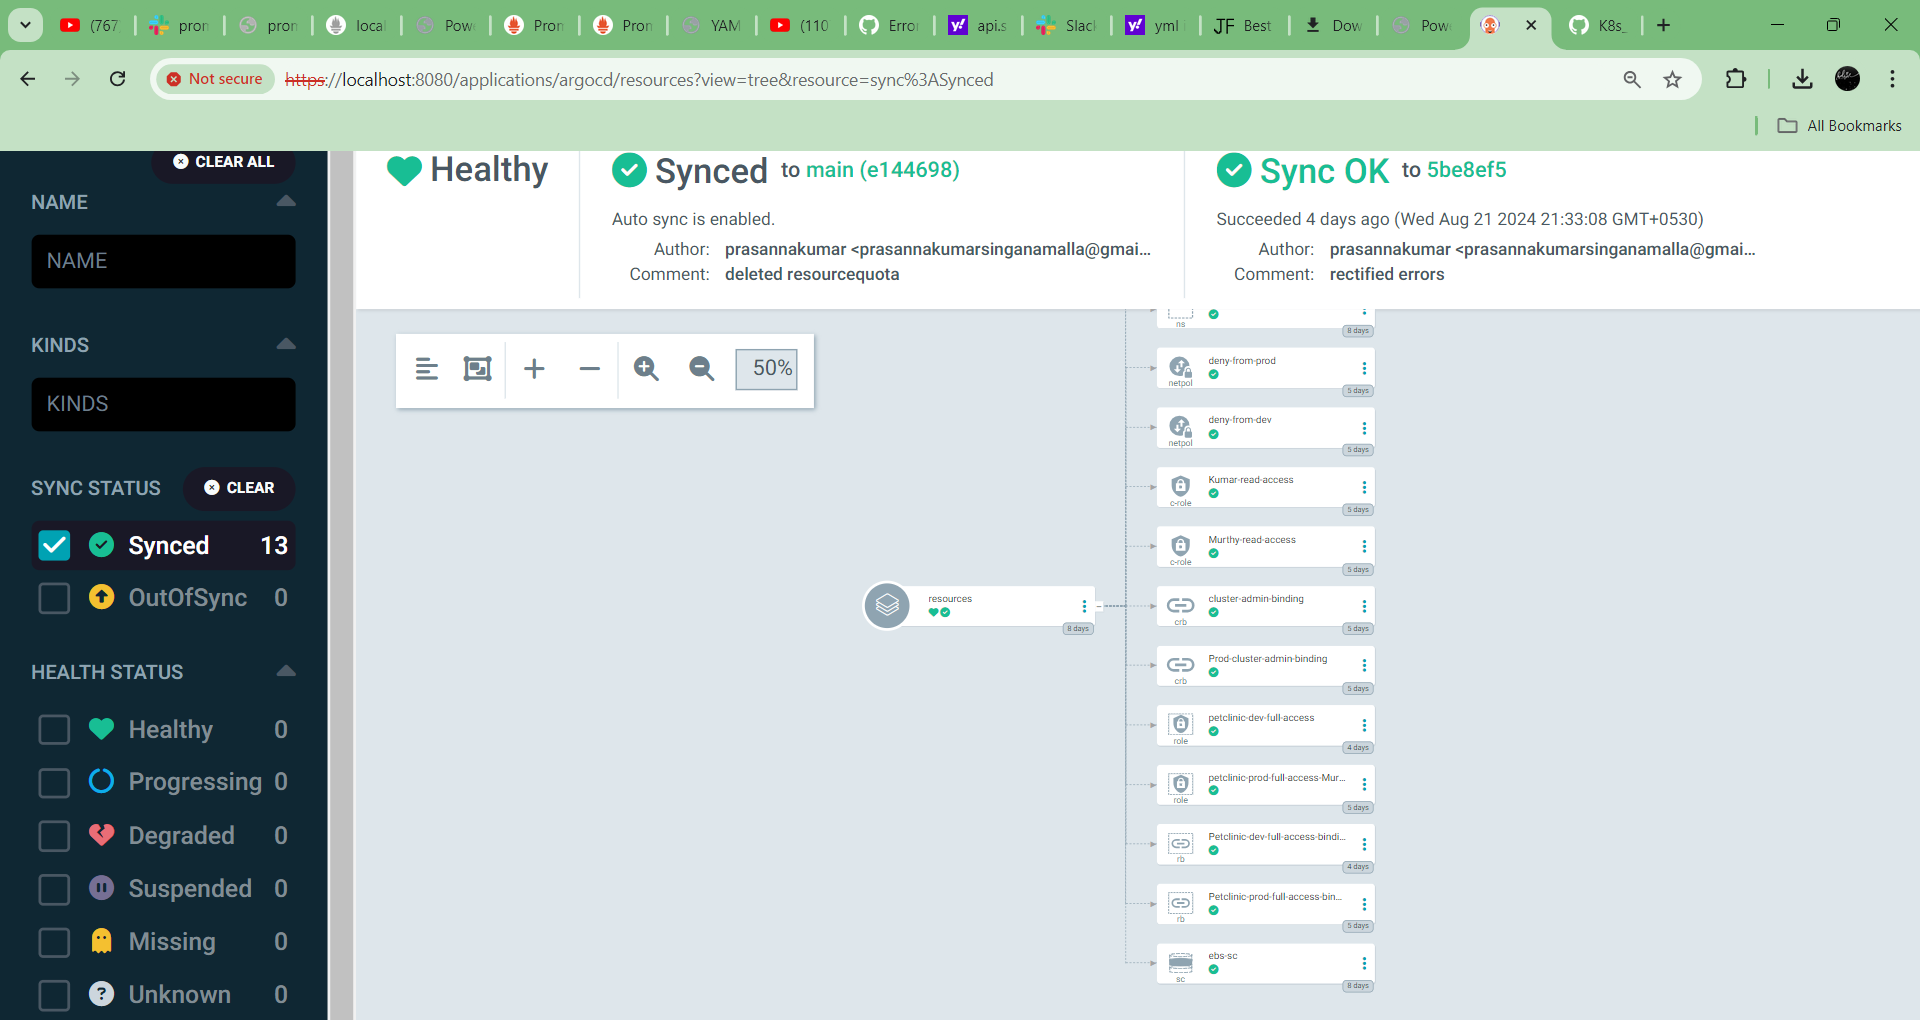 (767
pron
pron
local
Powe
Pron
Pron
YAM
(110
Error
api.s
Slack
yml
JF Best
Dow
Powe
K8s_
Not secure https://localhost:8080/applications/argocd/resources?view=tree&resource=sync%3ASynced
All Bookmarks
CLEAR ALL
NAME
NAME
KINDS
KINDS
SYNC STATUS CLEAR
Synced 13
OutOfSync 0
HEALTH STATUS
Healthy 0
Progressing 0
Degraded 0
Suspended 0
Missing 0
Unknown 0
Healthy
Synced to main (e144698)
Auto sync is enabled.
Author: prasannakumar <prasannakumarsinganamalla@gmai...
Comment: deleted resourcequota
Sync OK to 5be8ef5
Succeeded 4 days ago (Wed Aug 21 2024 21:33:08 GMT+0530)
Author: prasannakumar <prasannakumarsinganamalla@gmai...
Comment: rectified errors
50%
resources
8 days
ns
8 days
deny-from-prod
netpol
5 days
deny-from-dev
netpol
5 days
Kumar-read-access
c-role
5 days
Murthy-read-access
c-role
5 days
cluster-admin-binding
crb
5 days
Prod-cluster-admin-binding
crb
5 days
petclinic-dev-full-access
role
4 days
petclinic-prod-full-access-Mur...
role
5 days
Petclinic-dev-full-access-bindi...
rb
4 days
Petclinic-prod-full-access-bin...
rb
5 days
ebs-sc
sc
8 days